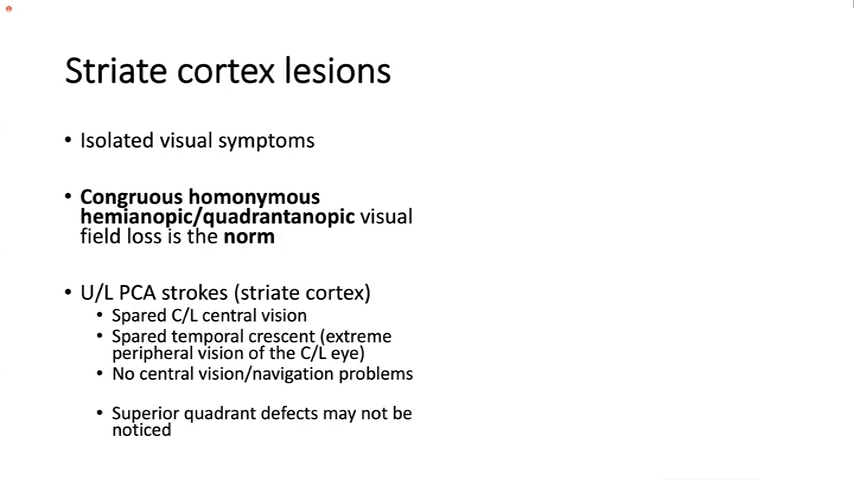 Striate cortex lesions
• Isolated visual symptoms
• Congruous homonymous
hemianopic/quadrantanopic visual
field loss is the norm
• U/L PCA strokes (striate cortex)
• Spared C/L central vision
• Spared temporal crescent (extreme
peripheral vision of the C/L eye)
• No central vision/navigation problems
• Superior quadrant defects may not be
noticed